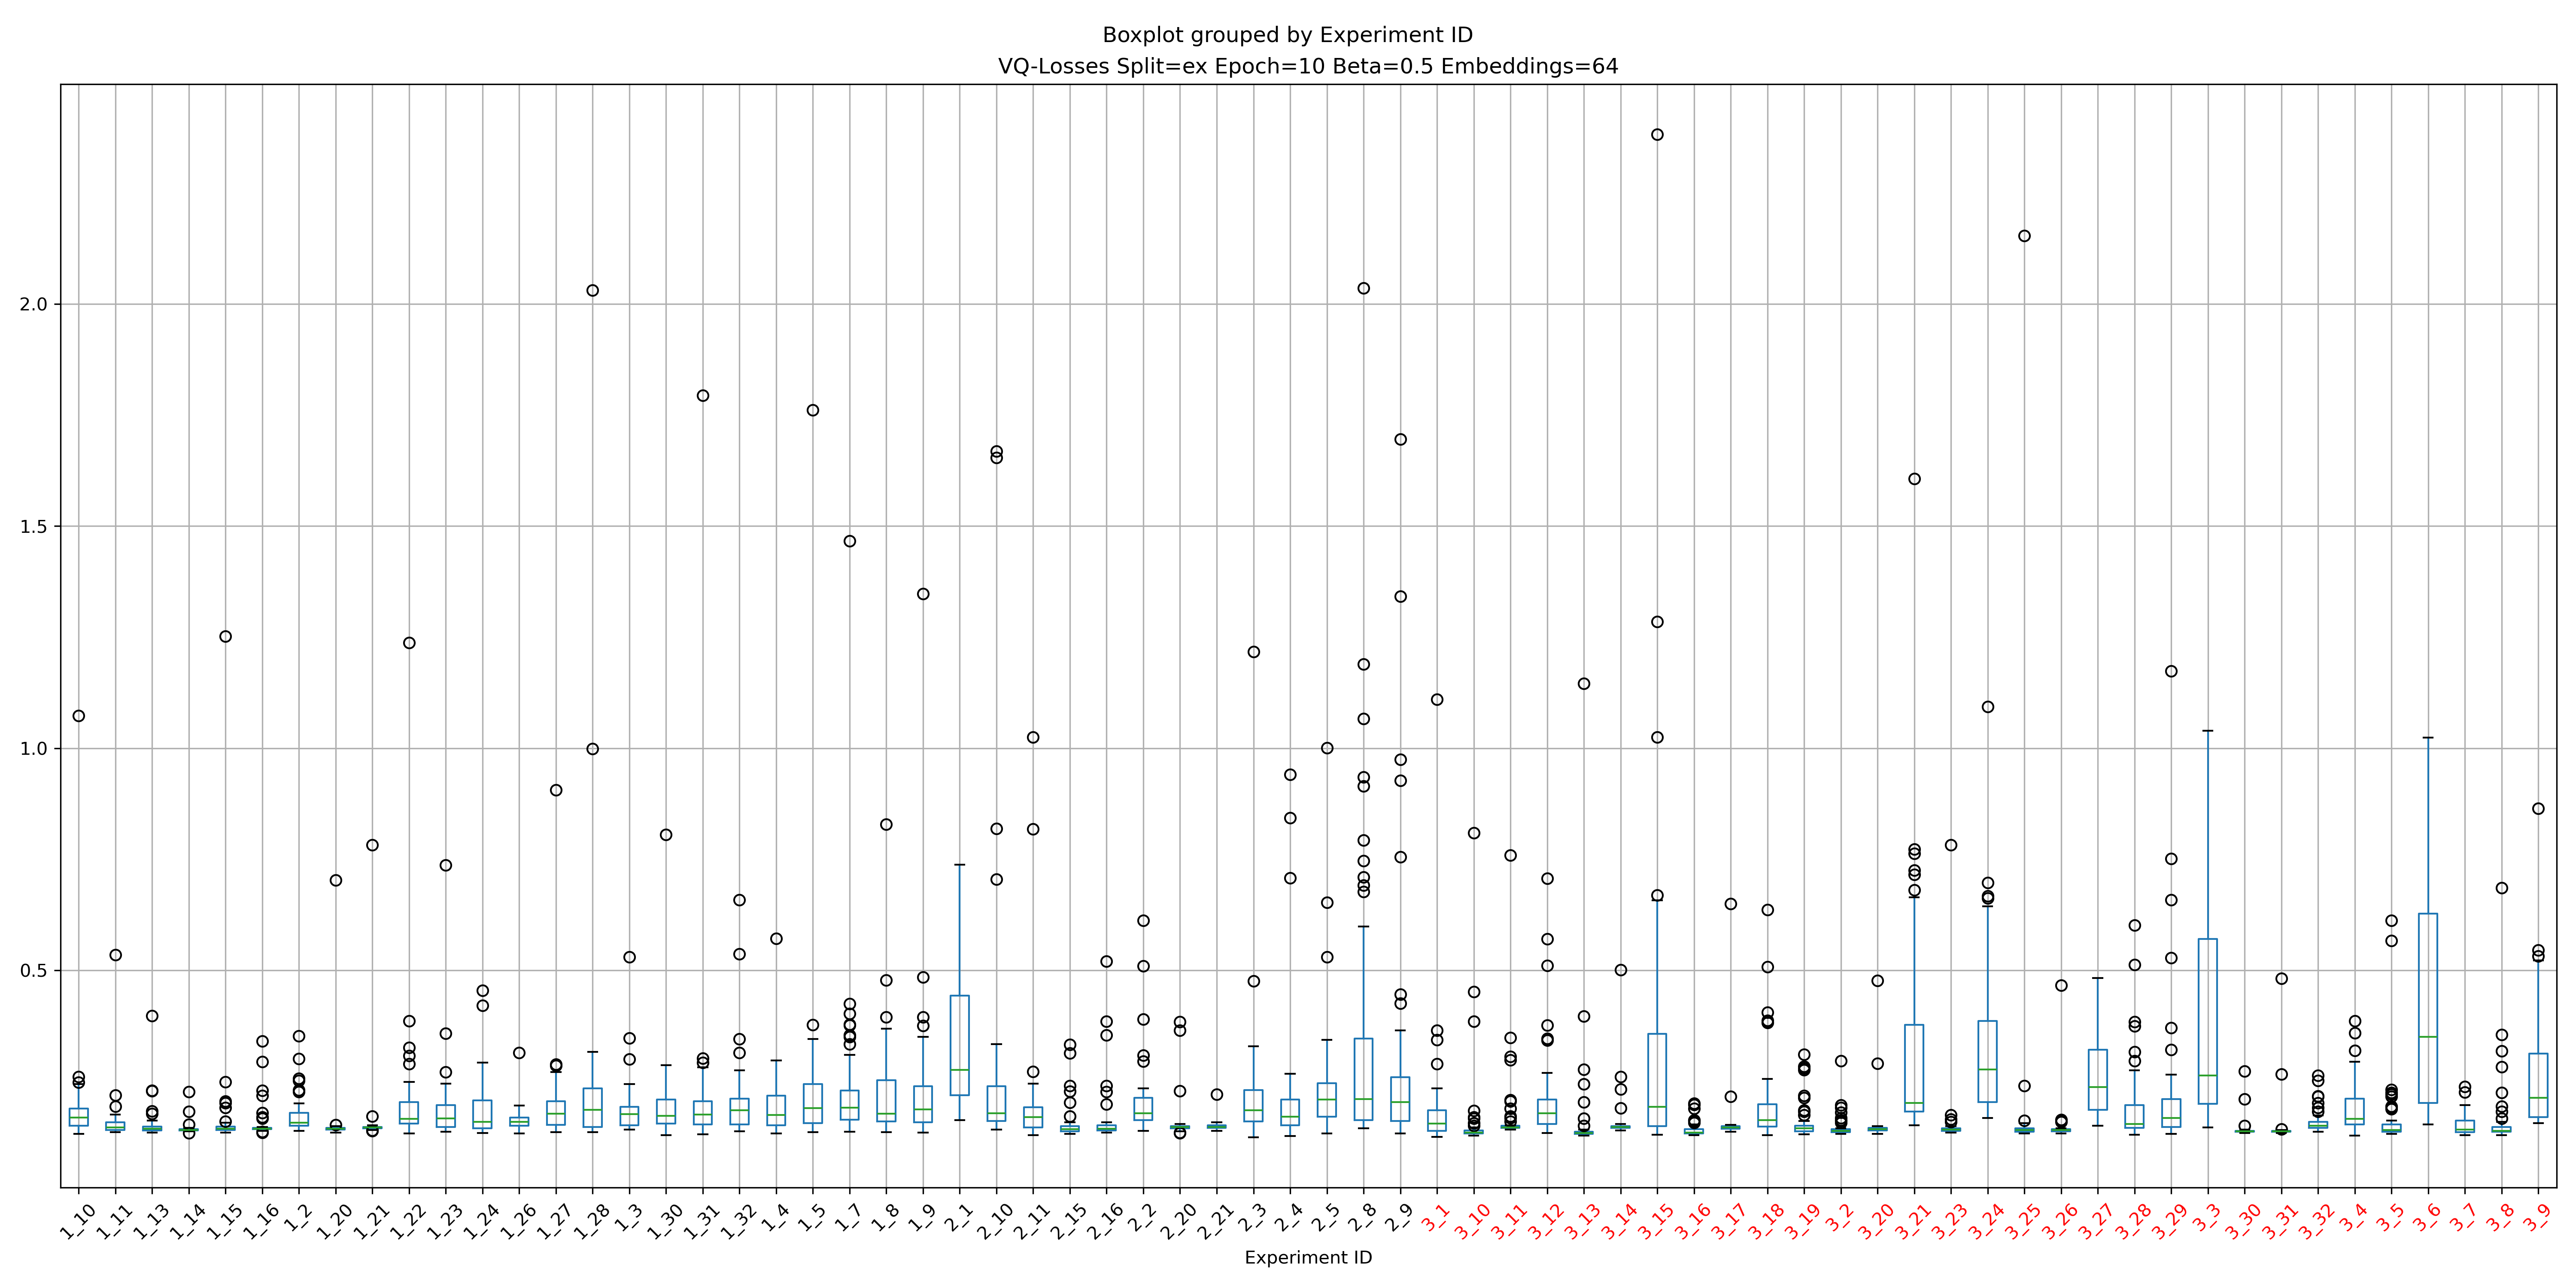 Boxplot grouped by Experiment ID
VQ-Losses Split=ex Epoch=10 Beta=0.5 Embeddings=64
2.0
1.5
1.0
0.5
1_10 1_11 1_13 1_14 1_15 1_16 1_2 1_20 1_21 1_22 1_23 1_24 1_26 1_27 1_28 1_3 1_30 1_31 1_32 1_4 1_5 1_7 1_8 1_9 2_1 2_10 2_11 2_15 2_16 2_2 2_20 2_21 2_3 2_4 2_5 2_8 2_9 3_1 3_10 3_11 3_12 3_13 3_14 3_15 3_16 3_17 3_18 3_19 3_2 3_20 3_21 3_23 3_24 3_25 3_26 3_27 3_28 3_29 3_3 3_30 3_31 3_32 3_4 3_5 3_6 3_7 3_8 3_9
Experiment ID